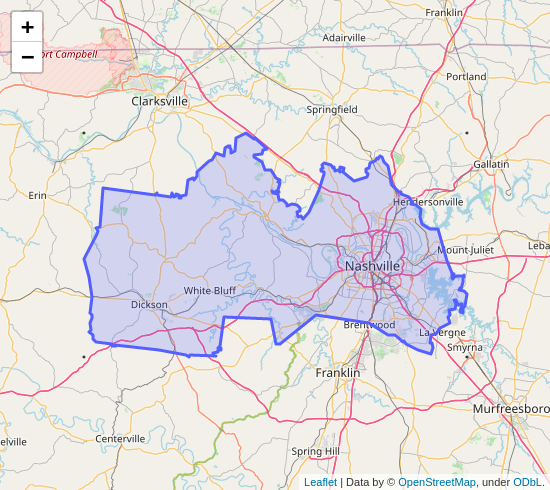 +
−
Franklin
Adairville
ort Campbell
Portland
Clarksville
Springfield
Gallatin
Erin
Hendersonville
Mount Juliet
Leba
Nashville
White Bluff
Dickson
Brentwood
La Vergne
Smyrna
Franklin
Murfreesboro
Centerville
elville
Spring Hill
Leaflet | Data by © OpenStreetMap, under ODbL.